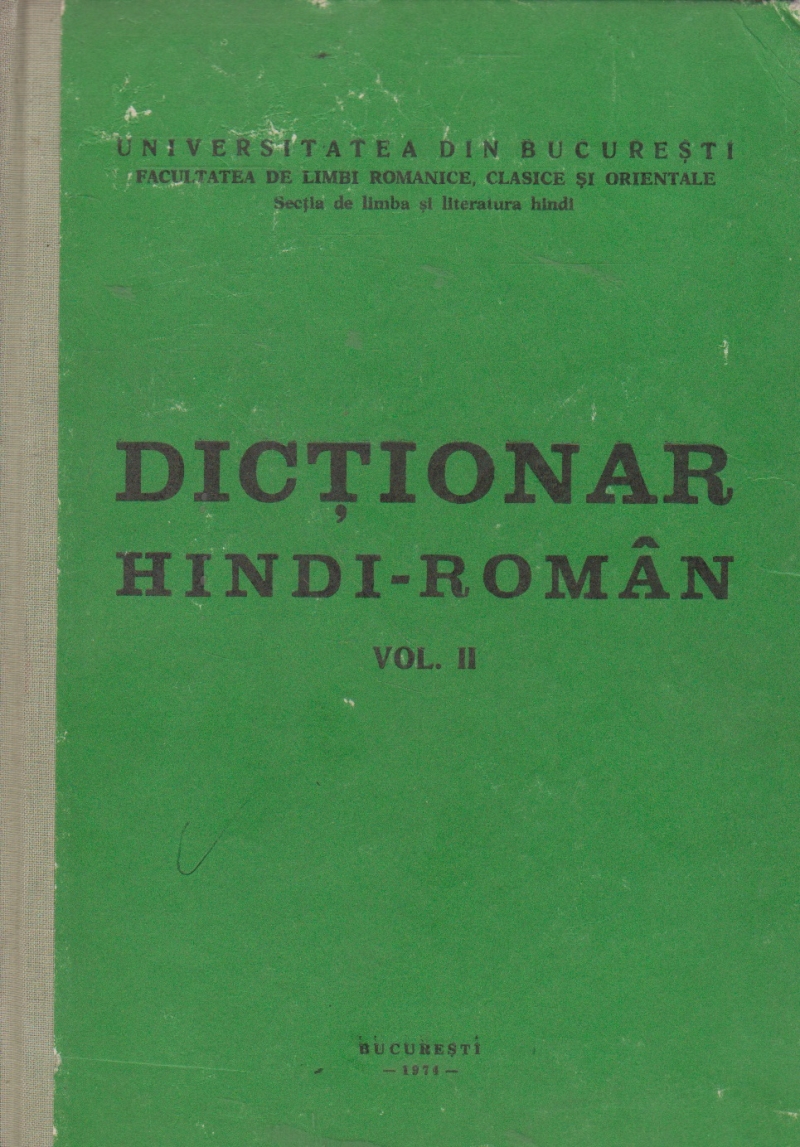 UNIVERSITATEA DIN BUCUREȘTI
FACULTATEA DE LIMBI ROMANICE, CLASICE ȘI ORIENTALE
Secția de limba și literatura hindi
DICȚIONAR
HINDI-ROMÂN
VOL. II
BUCUREȘTI
— 1974 —